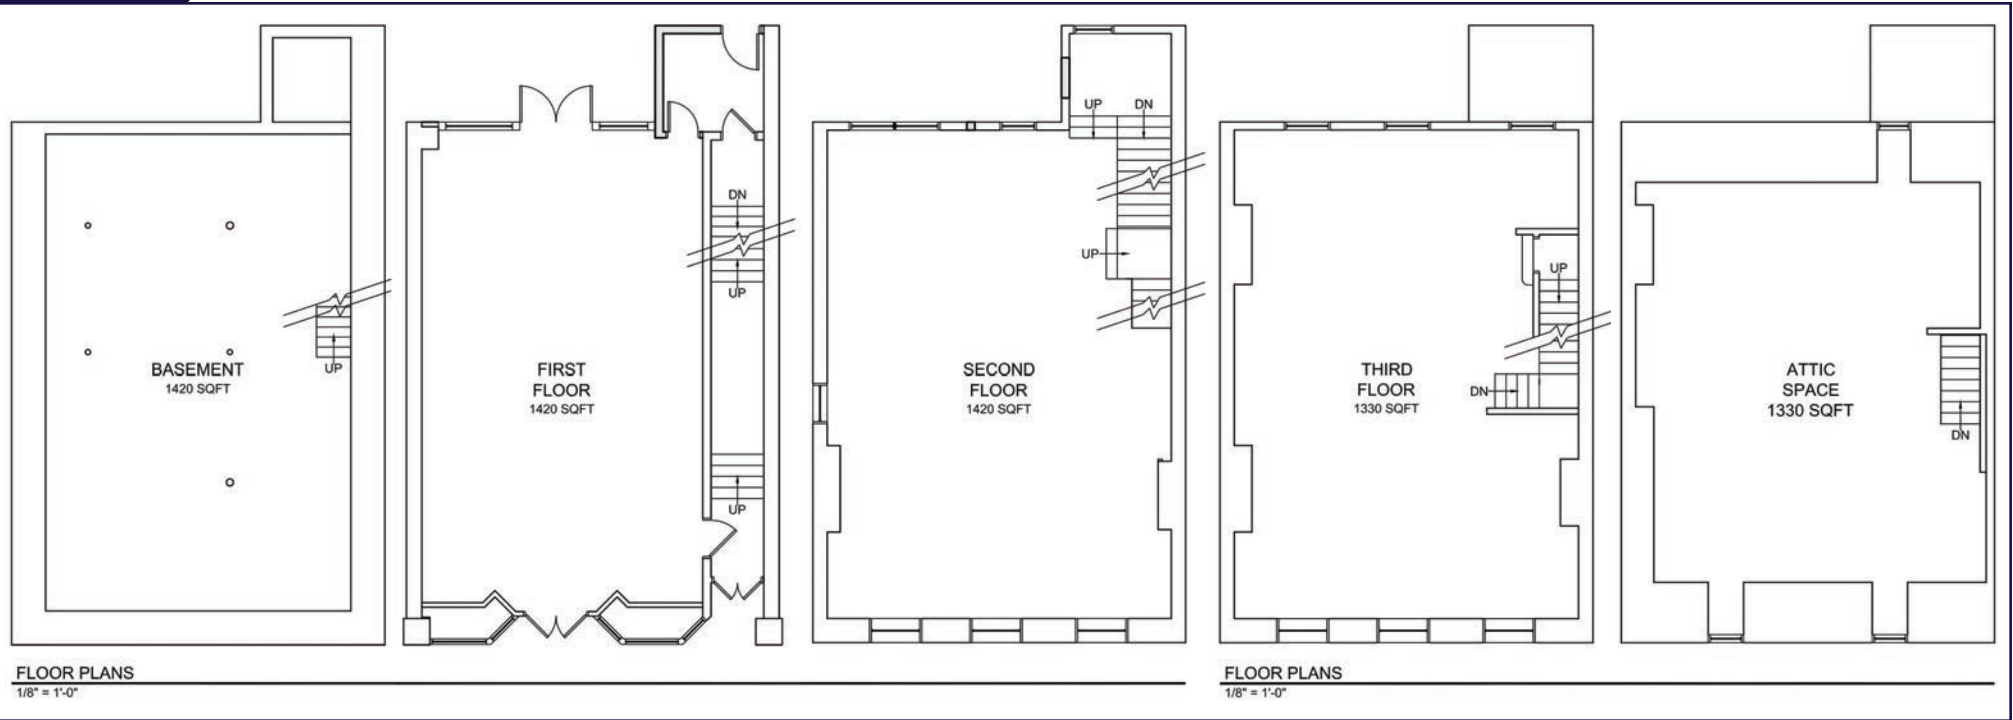 BASEMENT
1420 SQFT
UP
FIRST
FLOOR
1420 SQFT
DN
UP
UP
SECOND
FLOOR
1420 SQFT
UP
DN
UP
THIRD
FLOOR
1330 SQFT
UP
DN
ATTIC
SPACE
1330 SQFT
DN
FLOOR PLANS
1/8" = 1'-0"
FLOOR PLANS
1/8" = 1'-0"